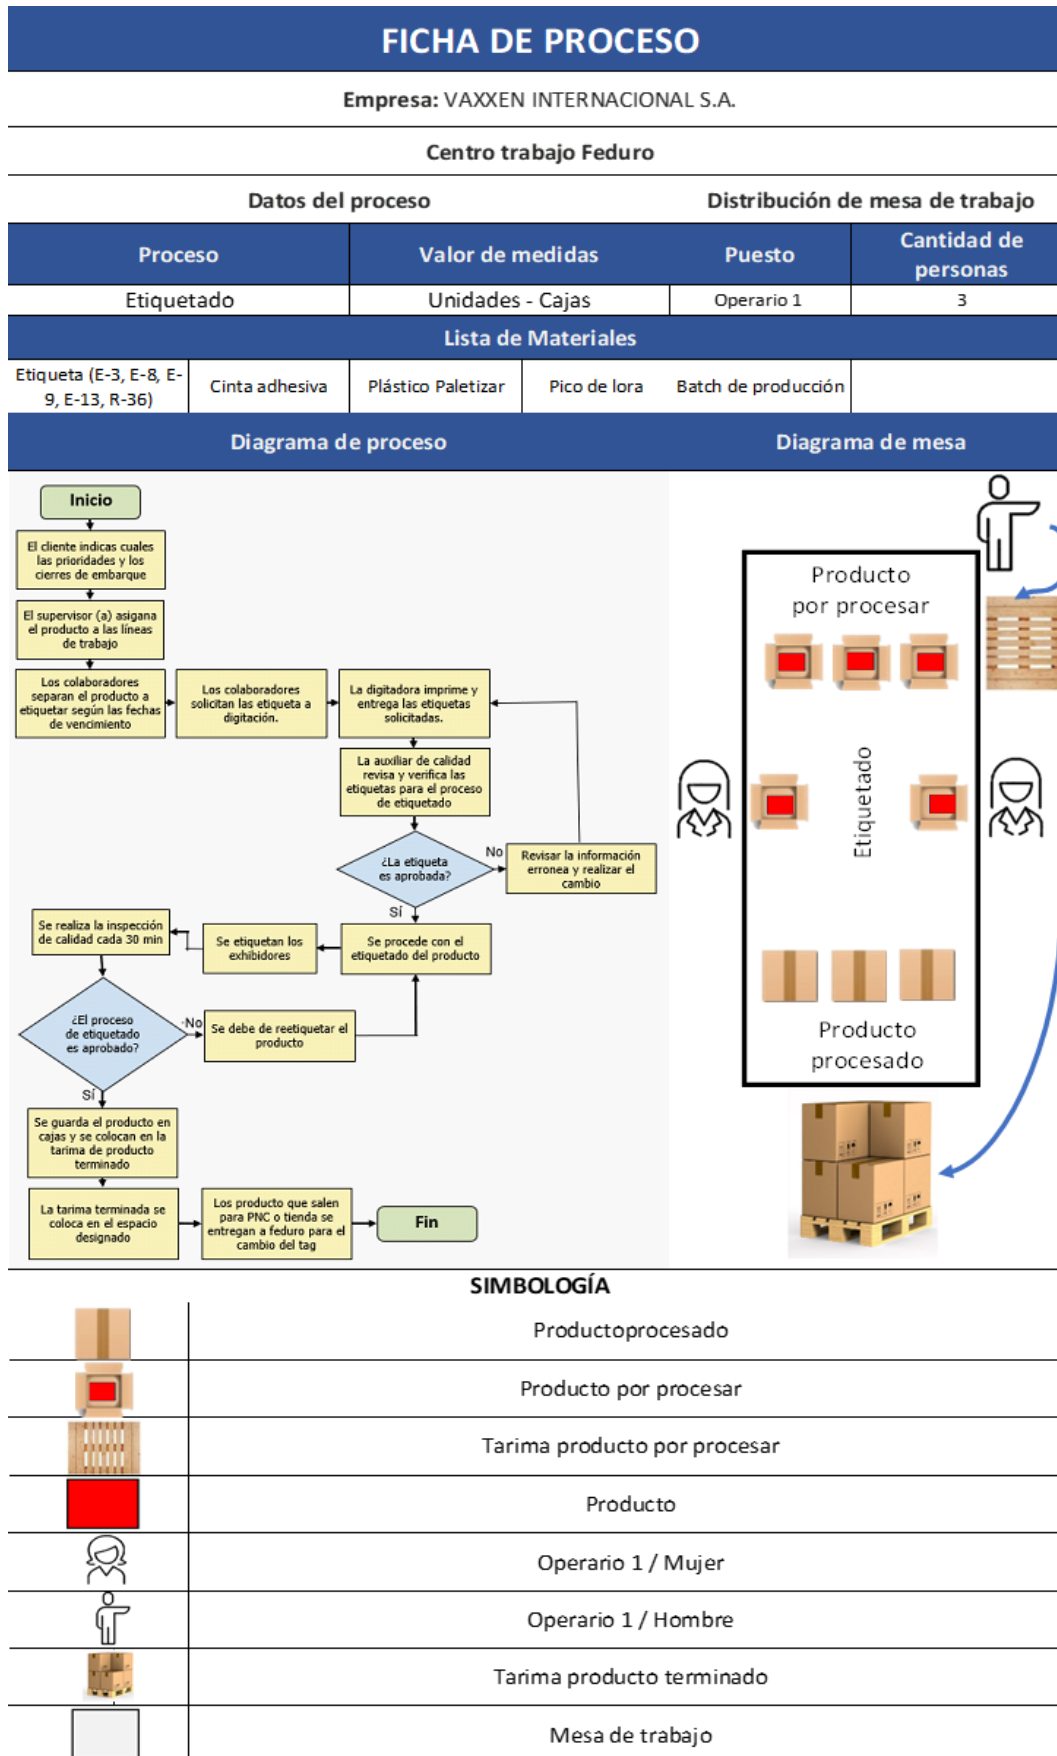 FICHA DE PROCESO
Empresa: VAXXEN INTERNACIONAL S.A.
Centro trabajo Feduro
Datos del proceso
Distribución de mesa de trabajo
Proceso
Valor de medidas
Puesto
Cantidad de
personas
Etiquetado
Unidades - Cajas
Operario 1
3
Lista de Materiales
Etiqueta (E-3, E-8, E-
9, E-13, R-36)
Cinta adhesiva
Plástico Paletizar
Pico de lora
Batch de producción
Diagrama de proceso
Diagrama de mesa
Inicio
El cliente indicas cuales
las prioridades y los
cierres de embarque
El supervisor (a) asigana
el producto a las líneas
de trabajo
Los colaboradores
separan el producto a
etiquetar según las fechas
de vencimiento
Los colaboradores
solicitan las etiqueta a
digitación.
La digitadora imprime y
entrega las etiquetas
solicitadas.
La auxiliar de calidad
revisa y verifica las
etiquetas para el proceso
de etiquetado
¿La etiqueta
es aprobada?
No
Revisar la información
erronea y realizar el
cambio
Sí
Se procede con el
etiquetado del producto
Se etiquetan los
exhibidores
Se realiza la inspección
de calidad cada 30 min
¿El proceso
de etiquetado
es aprobado?
No
Se debe de reetiquetar el
producto
Sí
Se guarda el producto en
cajas y se colocan en la
tarima de producto
terminado
La tarima terminada se
coloca en el espacio
designado
Los producto que salen
para PNC o tienda se
entregan a feduro para el
cambio del tag
Fin
Producto
por procesar
Etiquetado
Producto
procesado
SIMBOLOGÍA
Productoprocesado
Producto por procesar
Tarima producto por procesar
Producto
Operario 1 / Mujer
Operario 1 / Hombre
Tarima producto terminado
Mesa de trabajo